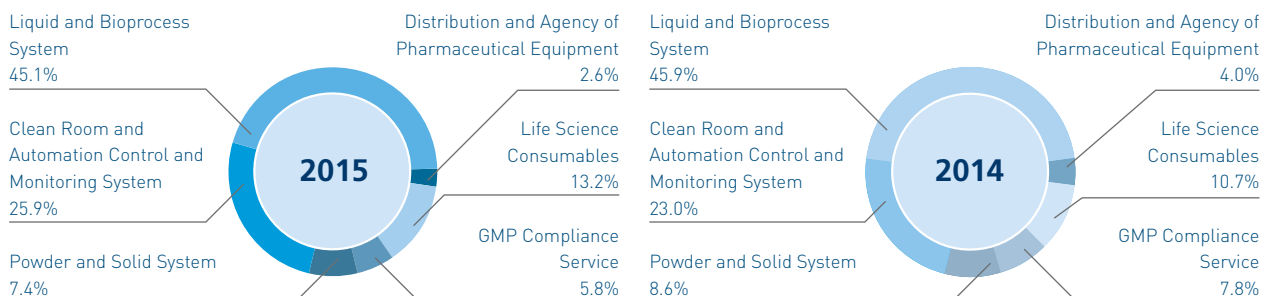 Liquid and Bioprocess
System
45.1%
Distribution and Agency of
Pharmaceutical Equipment
2.6%
Clean Room and
Automation Control and
Monitoring System
25.9%
2015
Life Science
Consumables
13.2%
Powder and Solid System
7.4%
GMP Compliance
Service
5.8%
Liquid and Bioprocess
System
45.9%
Distribution and Agency of
Pharmaceutical Equipment
4.0%
Clean Room and
Automation Control and
Monitoring System
23.0%
2014
Life Science
Consumables
10.7%
Powder and Solid System
8.6%
GMP Compliance
Service
7.8%